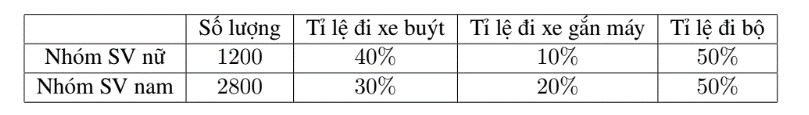 Số lượng Tỉ lệ đi xe buýt Tỉ lệ đi xe gắn máy Tỉ lệ đi bộ
Nhóm SV nữ 1200 40% 10% 50%
Nhóm SV nam 2800 30% 20% 50%